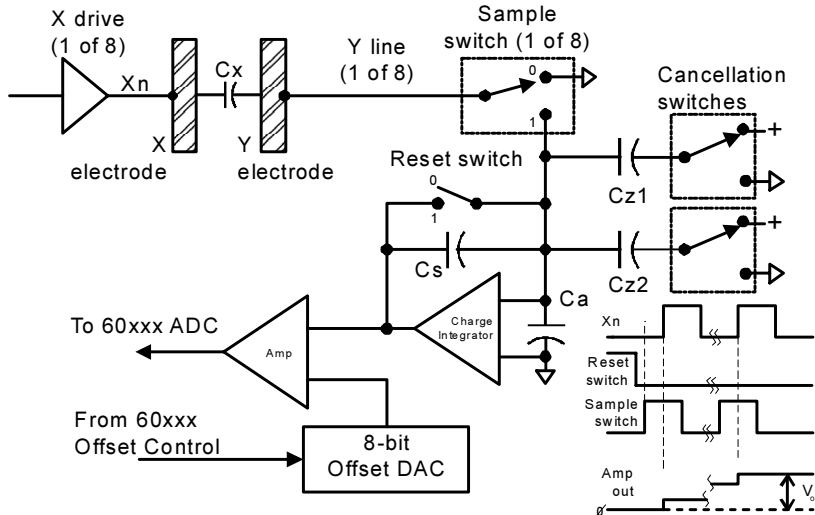 X drive
(1 of 8)
Xn
Cx
X
electrode
Y
electrode
Y line
(1 of 8)
Sample
switch (1 of 8)
0
1
Cancellation
switches
+
Cz1
+
Cz2
Reset switch
0
1
Cs
Ca
Charge
Integrator
Amp
To 60xxx ADC
From 60xxx
Offset Control
8-bit
Offset DAC
Xn
Reset
switch
Sample
switch
Amp
out
0
Vo